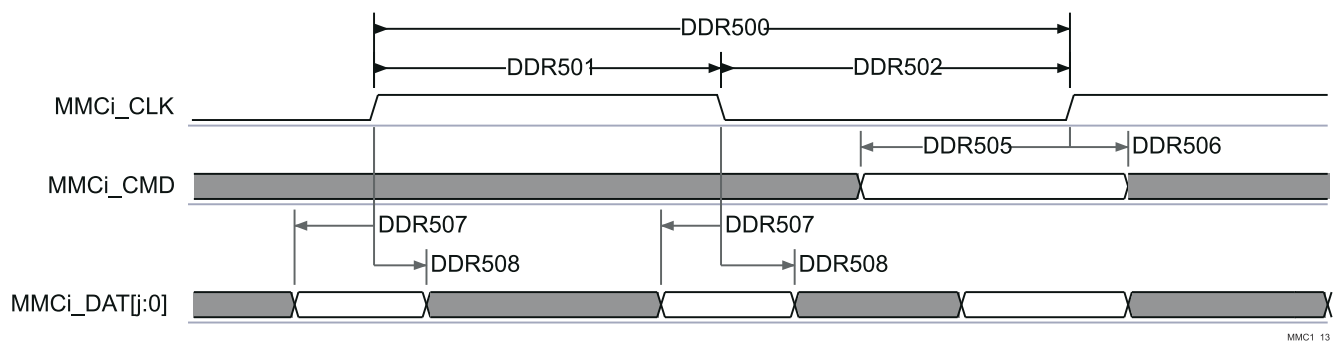 DDR500
DDR501 DDR502
MMCi_CLK
DDR505 DDR506
MMCi_CMD
DDR507 DDR507
DDR508 DDR508
MMCi_DAT[j:0]
MMC1_13